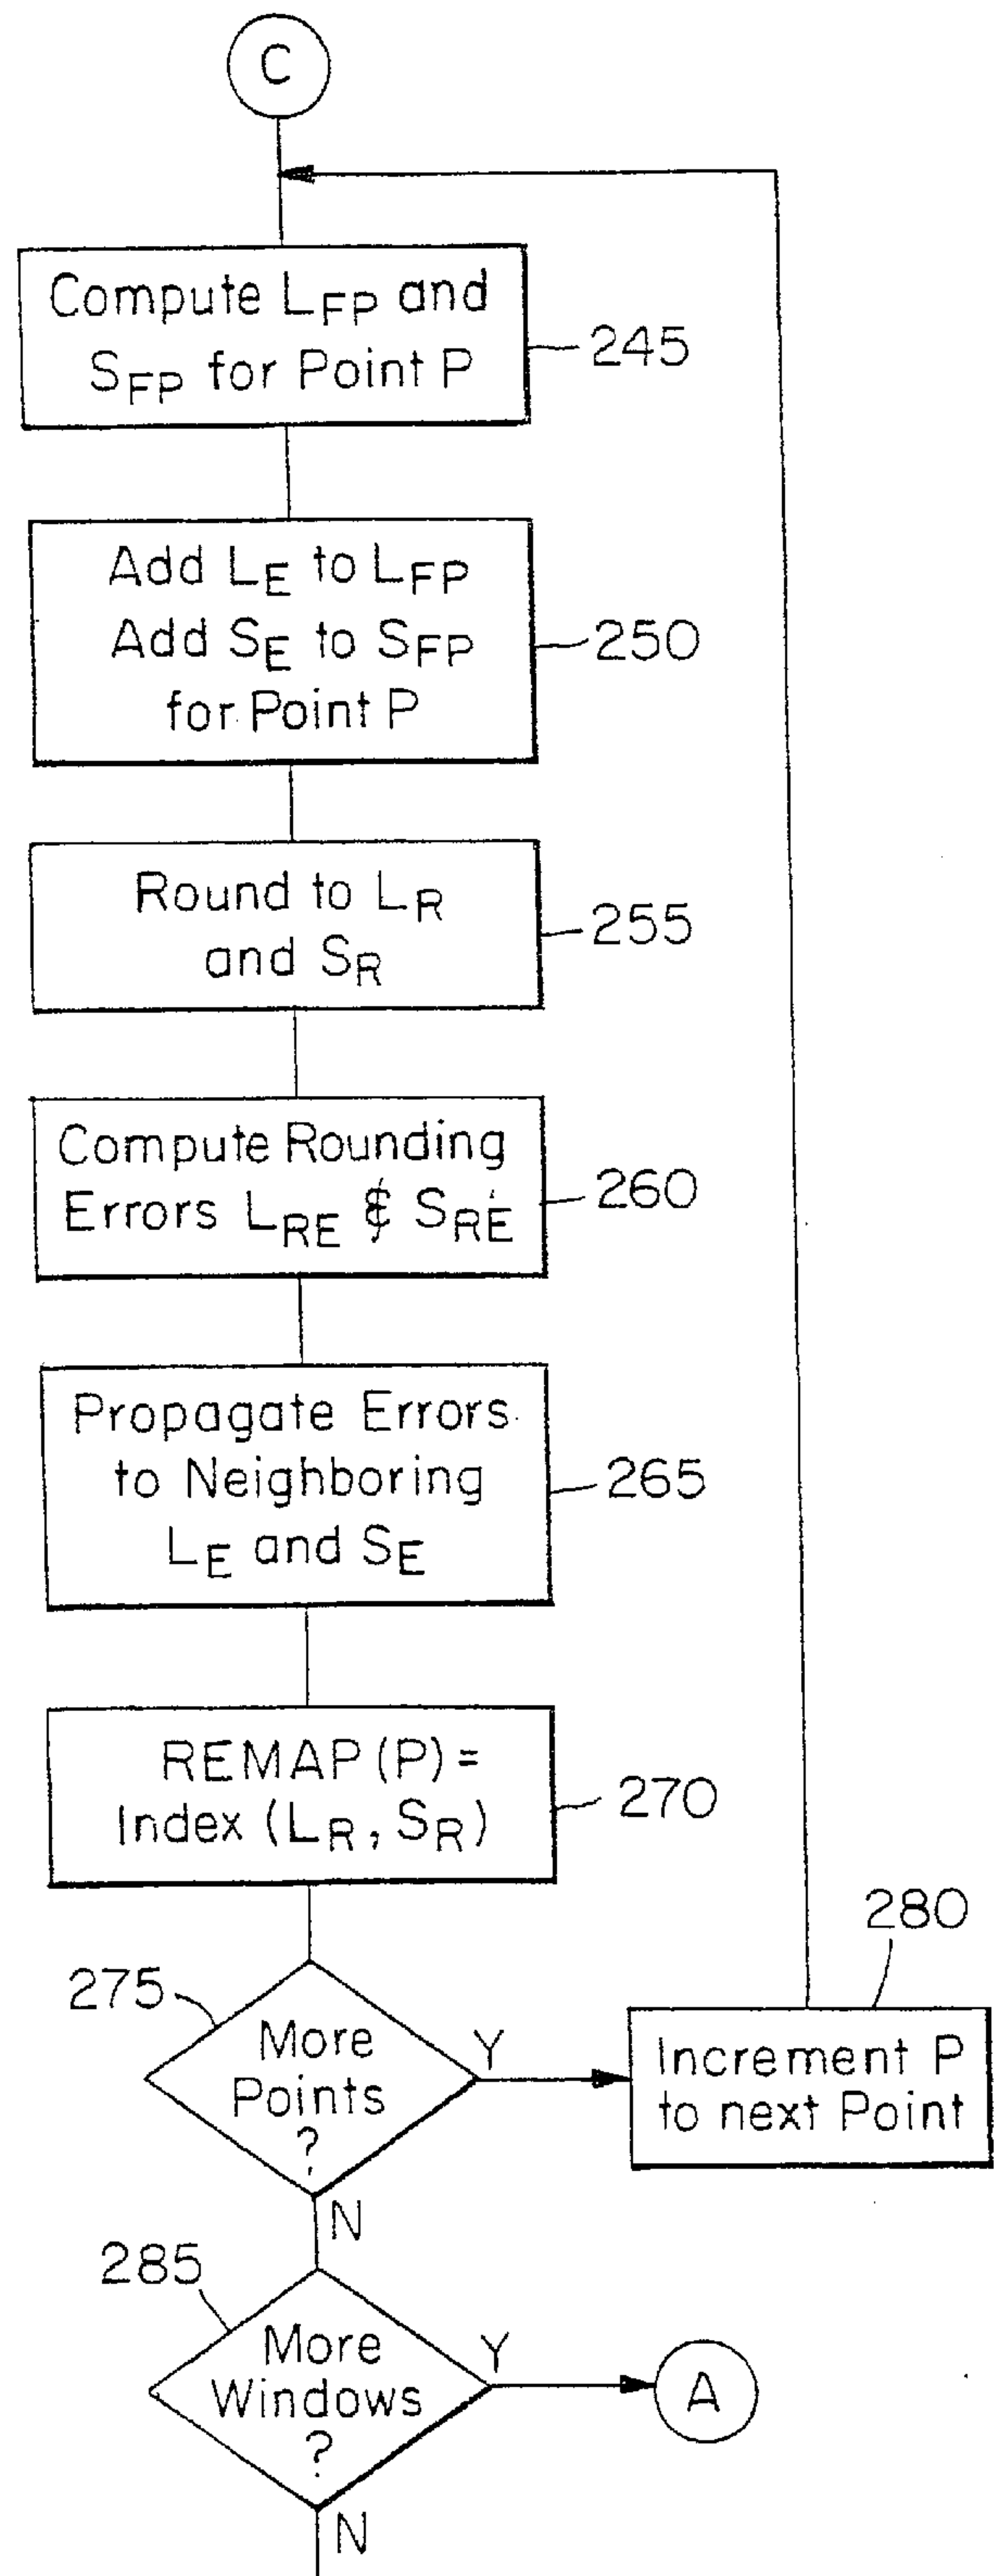 C
Compute LFP and
SFP for Point P
245
Add LE to LFP
Add SE to SFP
for Point P
250
Round to LR
and SR
255
Compute Rounding
Errors LRE & SRE
260
Propagate Errors
to Neighboring
LE and SE
265
REMAP (P) =
Index (LR, SR)
270
280
275
More
Points
?
Y
Increment P
to next Point
N
285
More
Windows
?
Y
A
N